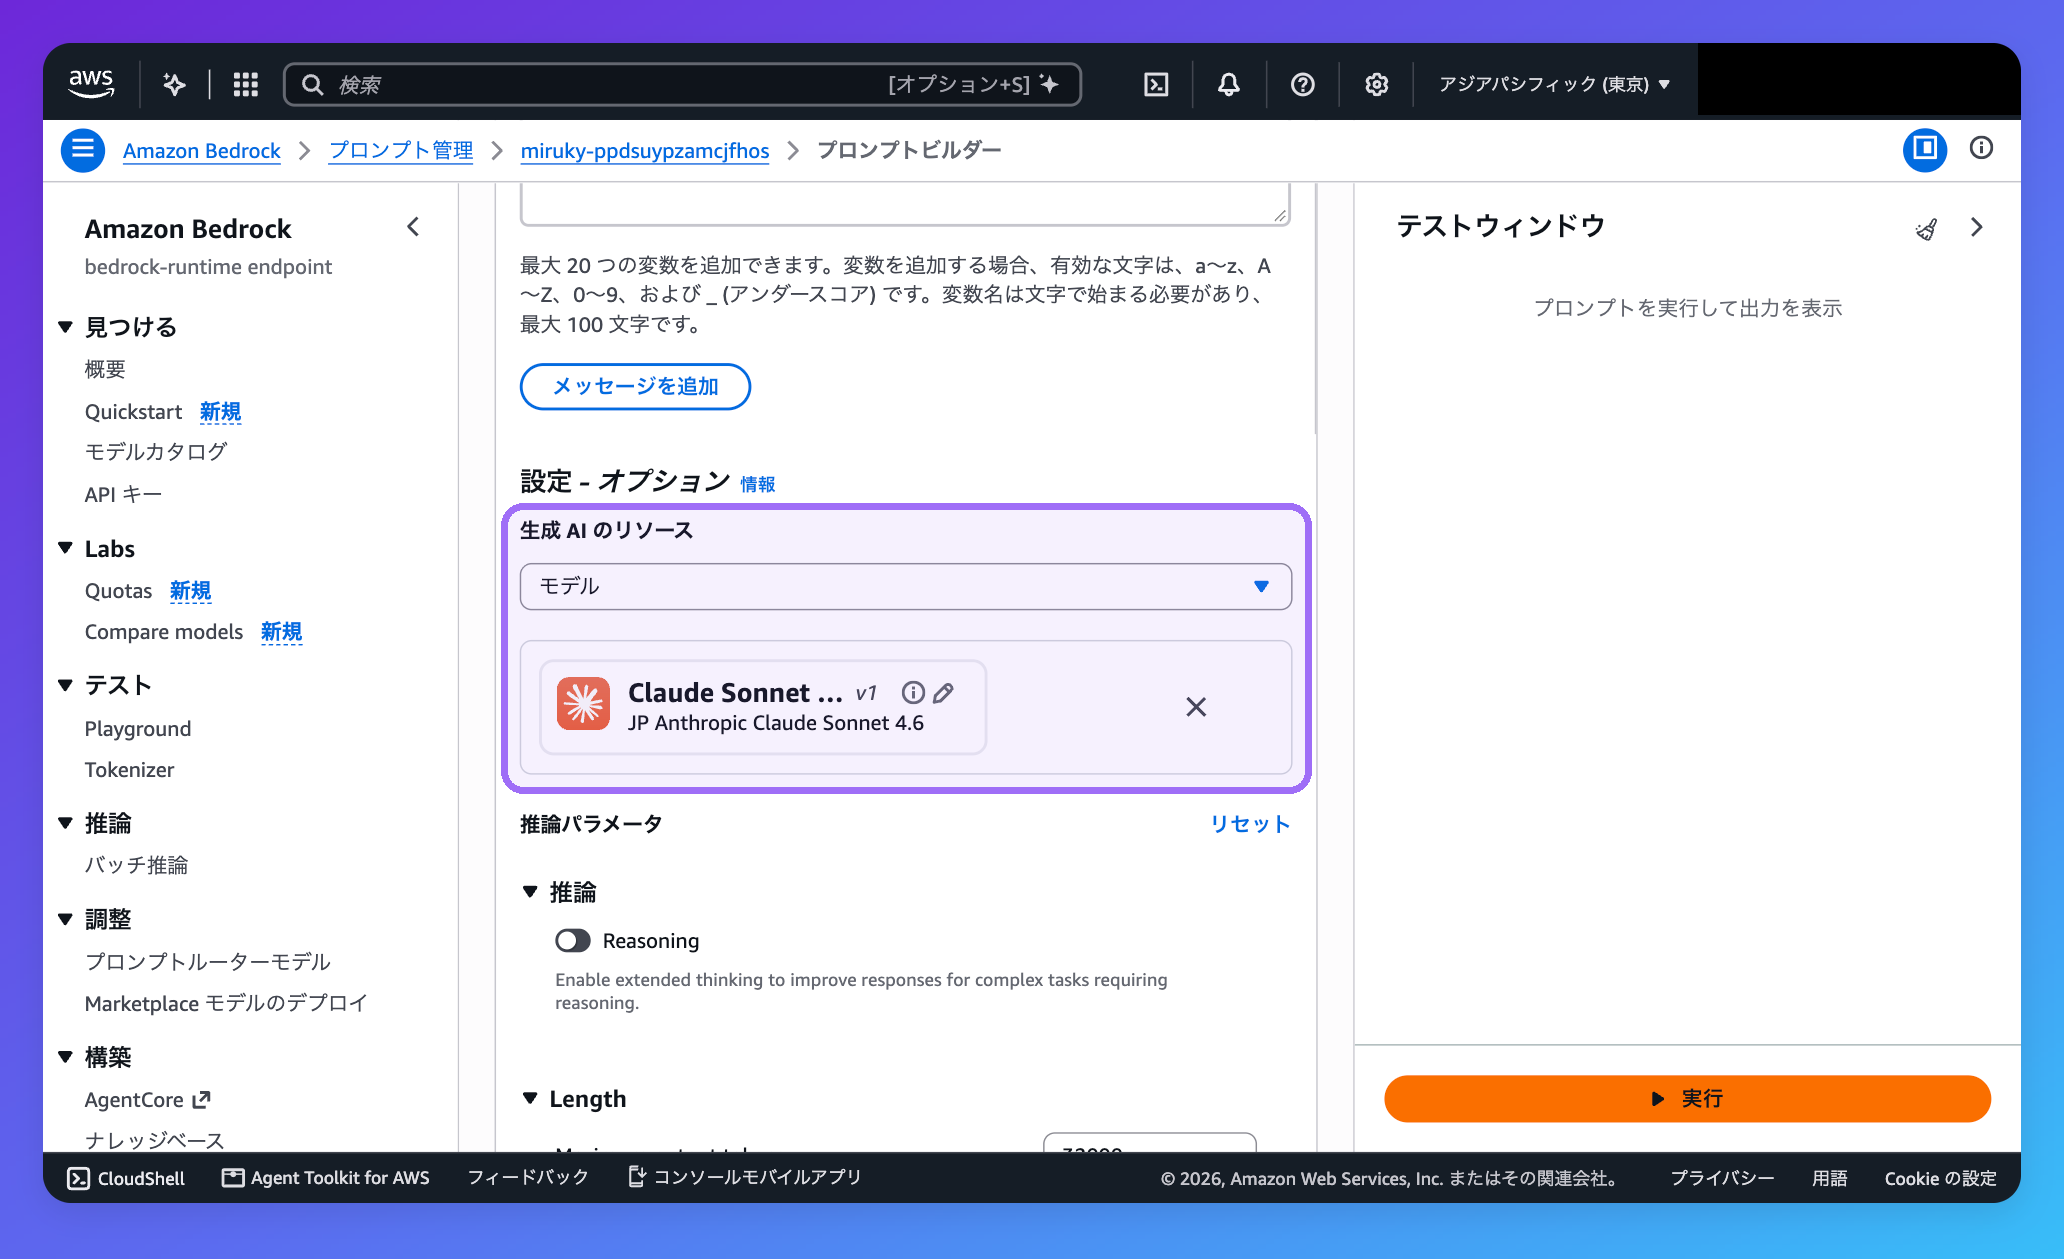 aws
検索
[オプション+S]
アジアパシフィック (東京)
Amazon Bedrock
プロンプト管理
miruky-ppdsuypzamcjfhos
プロンプトビルダー
Amazon Bedrock
bedrock-runtime endpoint
見つける
概要
Quickstart 新規
モデルカタログ
API キー
Labs
Quotas 新規
Compare models 新規
テスト
Playground
Tokenizer
推論
バッチ推論
調整
プロンプトルーターモデル
Marketplace モデルのデプロイ
構築
AgentCore
ナレッジベース
最大 20 つの変数を追加できます。変数を追加する場合、有効な文字は、a～z、A
～Z、0～9、および _ (アンダースコア) です。変数名は文字で始まる必要があり、
最大 100 文字です。
メッセージを追加
設定 - オプション 情報
生成 AI のリソース
モデル
Claude Sonnet ... v1
JP Anthropic Claude Sonnet 4.6
推論パラメータ
リセット
推論
Reasoning
Enable extended thinking to improve responses for complex tasks requiring
reasoning.
Length
テストウィンドウ
プロンプトを実行して出力を表示
実行
CloudShell
Agent Toolkit for AWS
フィードバック
コンソールモバイルアプリ
© 2026, Amazon Web Services, Inc. またはその関連会社。
プライバシー
用語
Cookie の設定